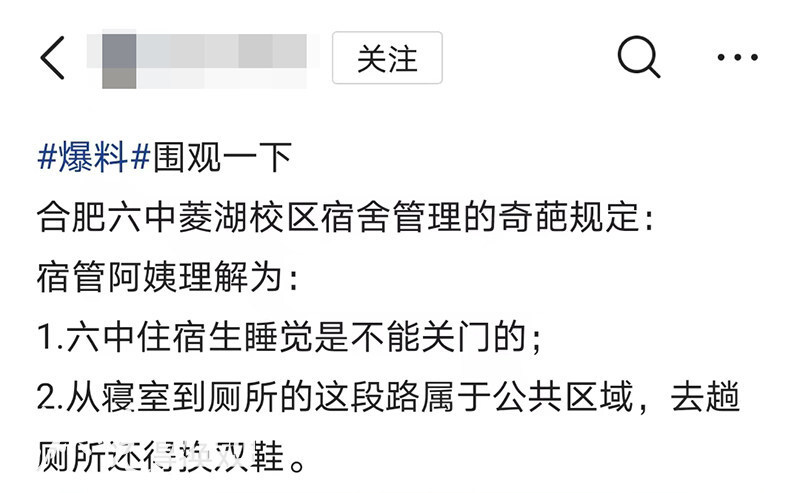 关注
#爆料#围观一下
合肥六中菱湖校区宿舍管理的奇葩规定：
宿管阿姨理解为：
1.六中住宿生睡觉是不能关门的；
2.从寝室到厕所的这段路属于公共区域，去趟
厕所还得换双鞋。